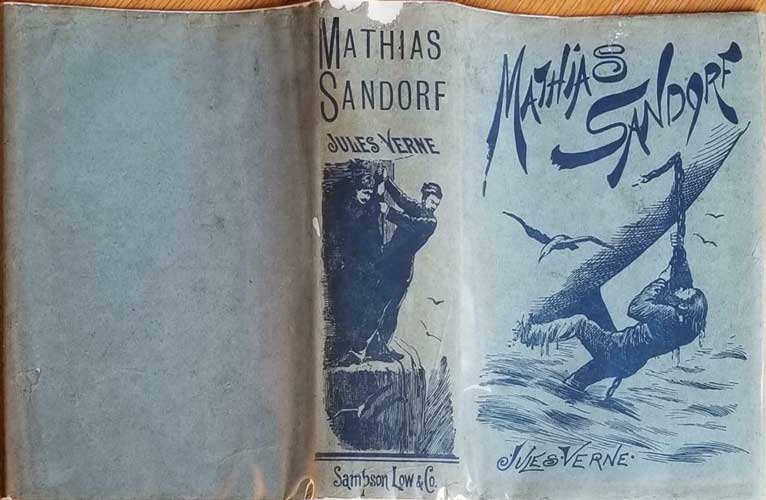 MATHIAS
SANDORF
JULES VERNE
Sampson Low & Co.
MATHIAS
SANDORF
JULES·VERNE·